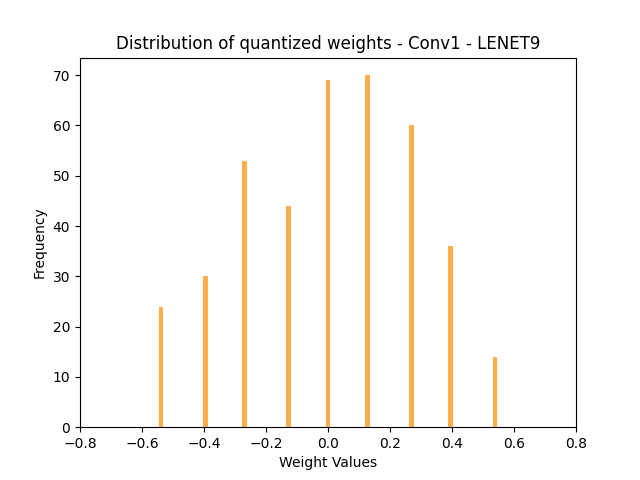 Distribution of quantized weights - Conv1 - LENET9
70
60
50
40
30
20
10
0
Frequency
−0.8 −0.6 −0.4 −0.2 0.0 0.2 0.4 0.6 0.8
Weight Values